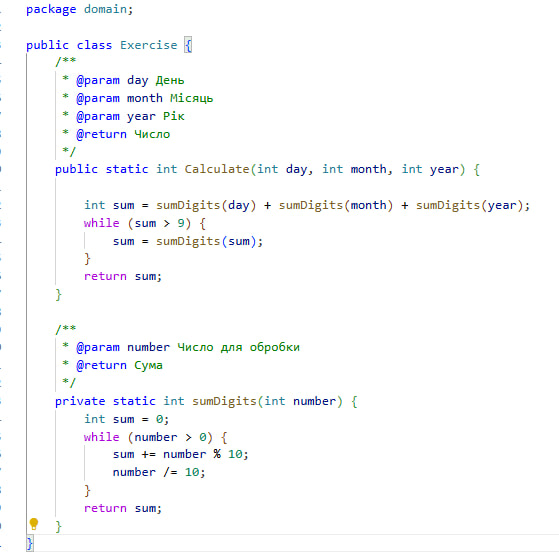 package domain;
public class Exercise {
/**
* @param day День
* @param month Місяць
* @param year Рік
* @return Число
*/
public static int Calculate(int day, int month, int year) {
int sum = sumDigits(day) + sumDigits(month) + sumDigits(year);
while (sum > 9) {
sum = sumDigits(sum);
}
return sum;
}
/**
* @param number Число для обробки
* @return Сума
*/
private static int sumDigits(int number) {
int sum = 0;
while (number > 0) {
sum += number % 10;
number /= 10;
}
return sum;
}
}